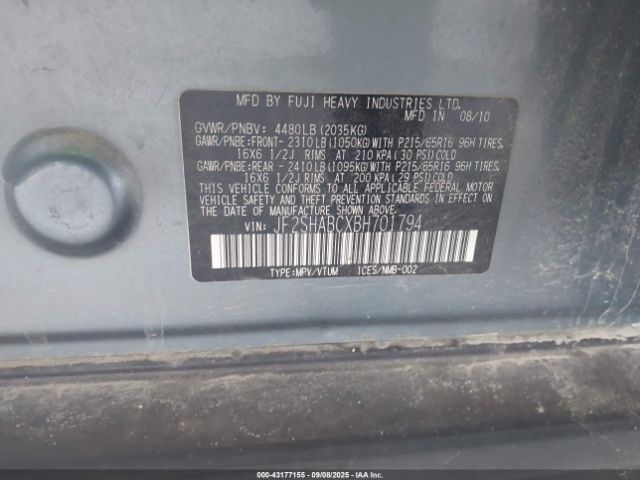 MFD BY FUJI HEAVY INDUSTRIES LTD.
MFD IN 08/10
GVWR/PNBV: 4480LB (2035KG)
GAWR/PNBE:FRONT- 2310LB(1050KG)WITH P215/65R16 96H TIRES,
16X6 1/2J RIMS AT 210 KPA( 30 PSI)COLD
GAWR/PNBE:REAR - 2410LB(1095KG)WITH P215/65R16 96H TIRES,
16X6 1/2J RIMS AT 200 KPA( 29 PSI)COLD
THIS VEHICLE CONFORMS TO ALL APPLICABLE FEDERAL MOTOR
VEHICLE SAFETY AND THEFT PREVENTION STANDARDS IN EFFECT ON
THE DATE OF MANUFACTURE SHOWN ABOVE.
VIN: JF2SHABCXBH701794
TYPE:MPV/VTUM ICES/NMB-002
000-43177155 - 09/08/2025 - IAAI.com